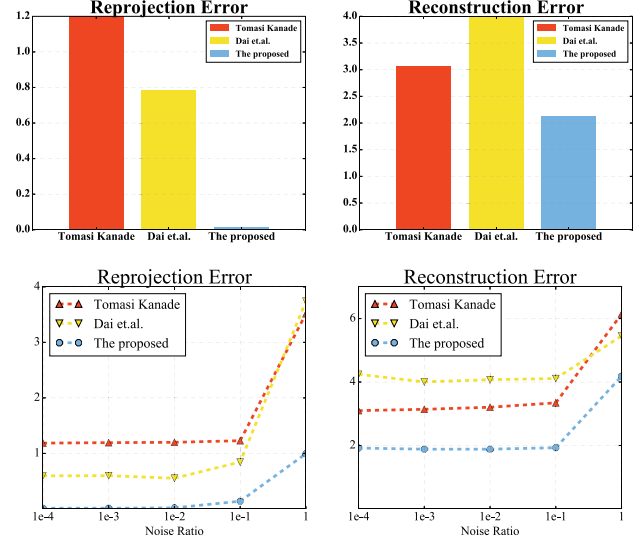 Reprojection Error
1.2
1.0
0.8
0.6
0.4
0.2
0.0
Tomasi Kanade
Dai et.al.
The proposed
Tomasi Kanade Dai et.al. The proposed
Reconstruction Error
4.0
3.5
3.0
2.5
2.0
1.5
1.0
0.5
0.0
Tomasi Kanade
Dai et.al.
The proposed
Tomasi Kanade Dai et.al. The proposed
Reprojection Error
4
3
2
1
Tomasi Kanade
Dai et.al.
The proposed
1e-4 1e-3 1e-2 1e-1 1
Noise Ratio
Reconstruction Error
6
4
2
Tomasi Kanade
Dai et.al.
The proposed
1e-4 1e-3 1e-2 1e-1 1
Noise Ratio